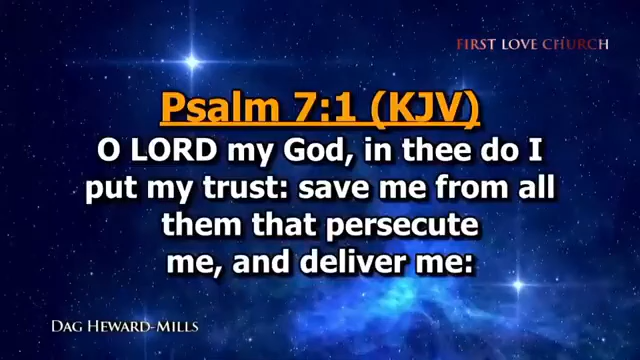 FIRST LOVE CHURCH
Psalm 7:1 (KJV)
O LORD my God, in thee do I
put my trust: save me from all
them that persecute
me, and deliver me:
DAG HEWARD-MILLS